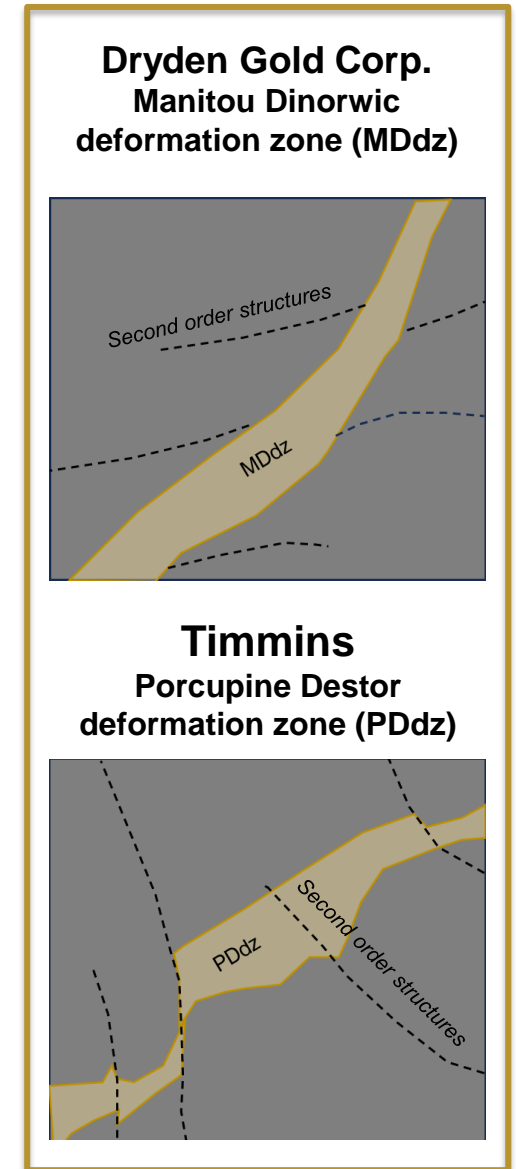 Dryden Gold Corp.
Manitou Dinorwic
deformation zone (MDdz)
Second order structures
MDdz
Timmins
Porcupine Destor
deformation zone (PDdz)
Second order structures
PDdz